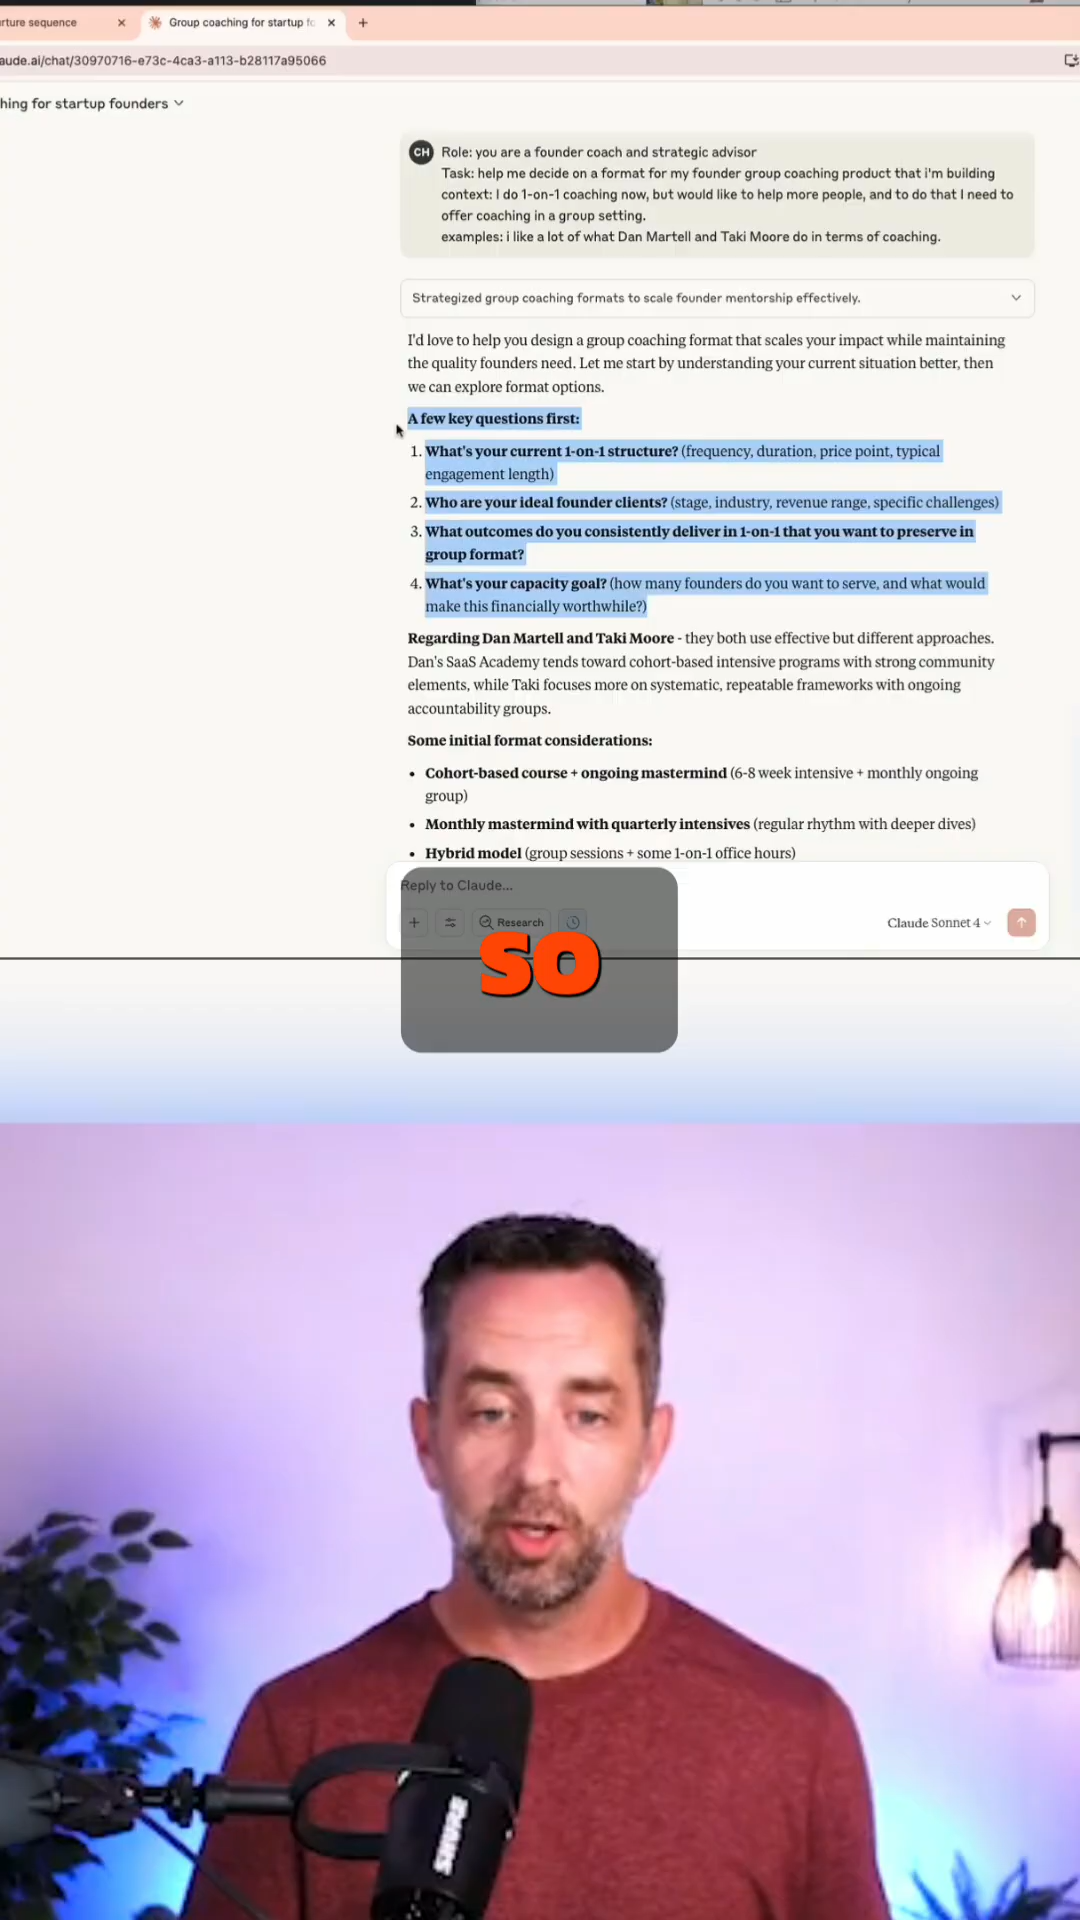 rture sequence
Group coaching for startup fo
aude.ai/chat/30970716-e73c-4ca3-a113-b28117a95066
hing for startup founders
CH
Role: you are a founder coach and strategic advisor
Task: help me decide on a format for my founder group coaching product that i'm building
context: I do 1-on-1 coaching now, but would like to help more people, and to do that I need to
offer coaching in a group setting.
examples: i like a lot of what Dan Martell and Taki Moore do in terms of coaching.
Strategized group coaching formats to scale founder mentorship effectively.
I'd love to help you design a group coaching format that scales your impact while maintaining
the quality founders need. Let me start by understanding your current situation better, then
we can explore format options.
A few key questions first:
1. What's your current 1-on-1 structure? (frequency, duration, price point, typical
engagement length)
2. Who are your ideal founder clients? (stage, industry, revenue range, specific challenges)
3. What outcomes do you consistently deliver in 1-on-1 that you want to preserve in
group format?
4. What's your capacity goal? (how many founders do you want to serve, and what would
make this financially worthwhile?)
Regarding Dan Martell and Taki Moore - they both use effective but different approaches.
Dan's SaaS Academy tends toward cohort-based intensive programs with strong community
elements, while Taki focuses more on systematic, repeatable frameworks with ongoing
accountability groups.
Some initial format considerations:
• Cohort-based course + ongoing mastermind (6-8 week intensive + monthly ongoing
group)
• Monthly mastermind with quarterly intensives (regular rhythm with deeper dives)
• Hybrid model (group sessions + some 1-on-1 office hours)
Reply to Claude...
Research
Claude Sonnet 4
SO
SHURE